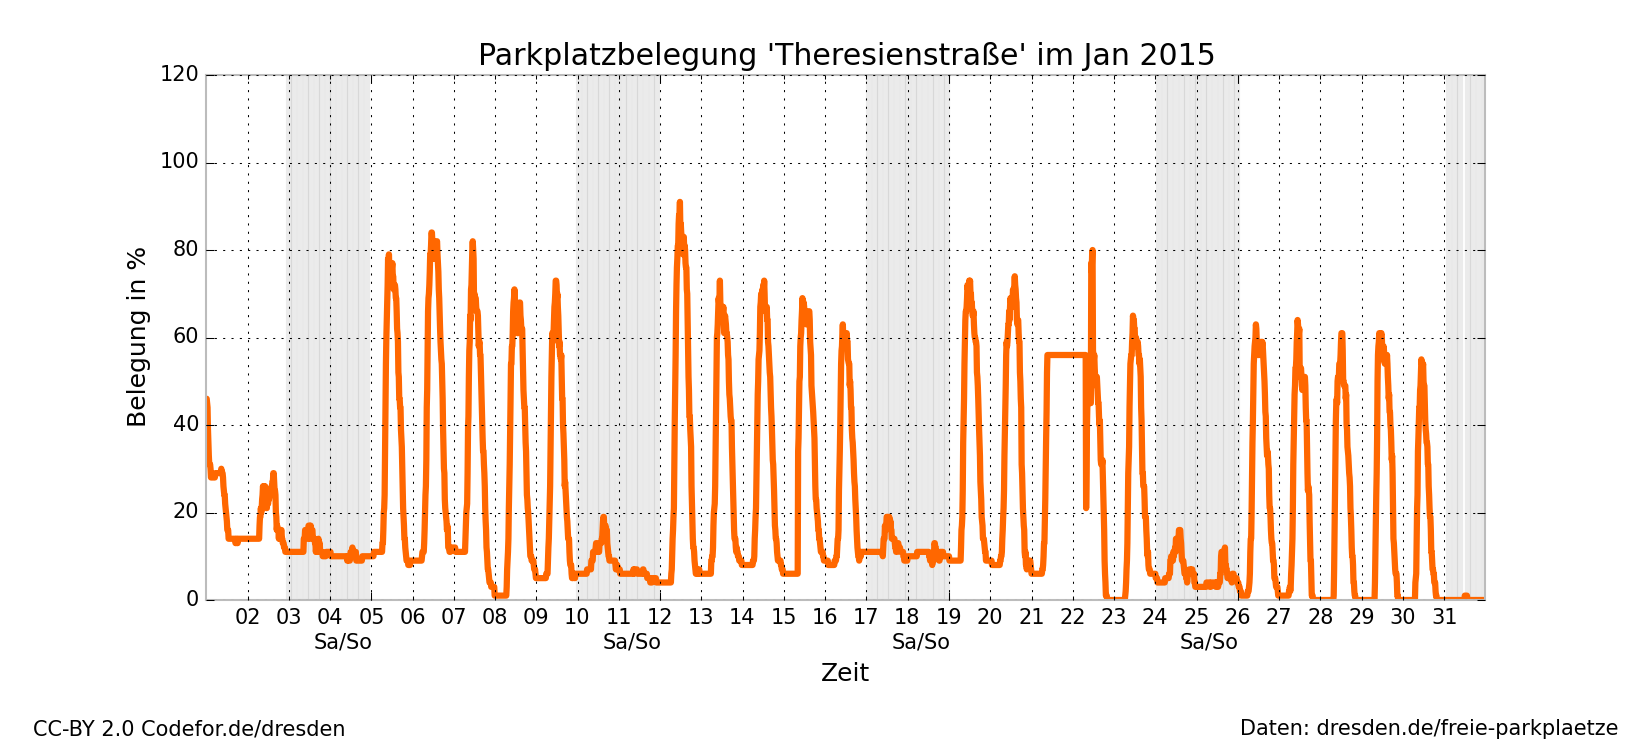 Parkplatzbelegung 'Theresienstraße' im Jan 2015
Belegung in %
120
100
80
60
40
20
0
02 03 04 05 06 07 08 09 10 11 12 13 14 15 16 17 18 19 20 21 22 23 24 25 26 27 28 29 30 31
Sa/So Sa/So Sa/So Sa/So
Zeit
CC-BY 2.0 Codefor.de/dresden
Daten: dresden.de/freie-parkplaetze